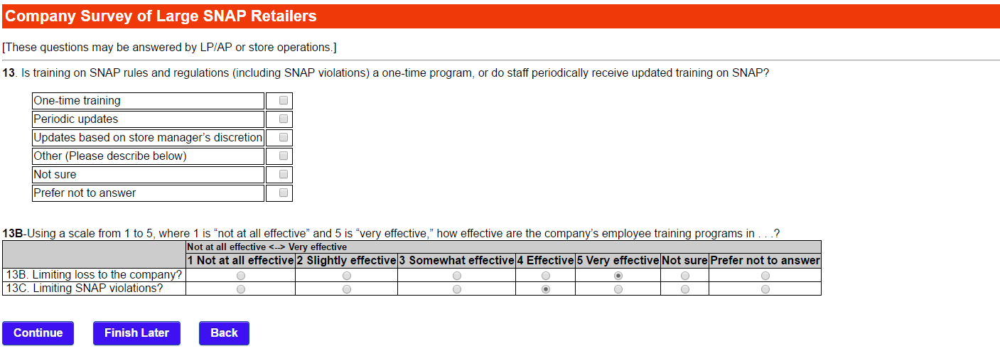 Company Survey of Large SNAP Retailers
[These questions may be answered by LP/AP or store operations.]
13. Is training on SNAP rules and regulations (including SNAP violations) a one-time program, or do staff periodically receive updated training on SNAP?
One-time training
Periodic updates
Updates based on store manager’s discretion
Other (Please describe below)
Not sure
Prefer not to answer
13B-Using a scale from 1 to 5, where 1 is “not at all effective” and 5 is “very effective,” how effective are the company’s employee training programs in . . .?
Not at all effective <--> Very effective
1 Not at all effective 2 Slightly effective 3 Somewhat effective 4 Effective 5 Very effective Not sure Prefer not to answer
13B. Limiting loss to the company?
13C. Limiting SNAP violations?
Continue Finish Later Back